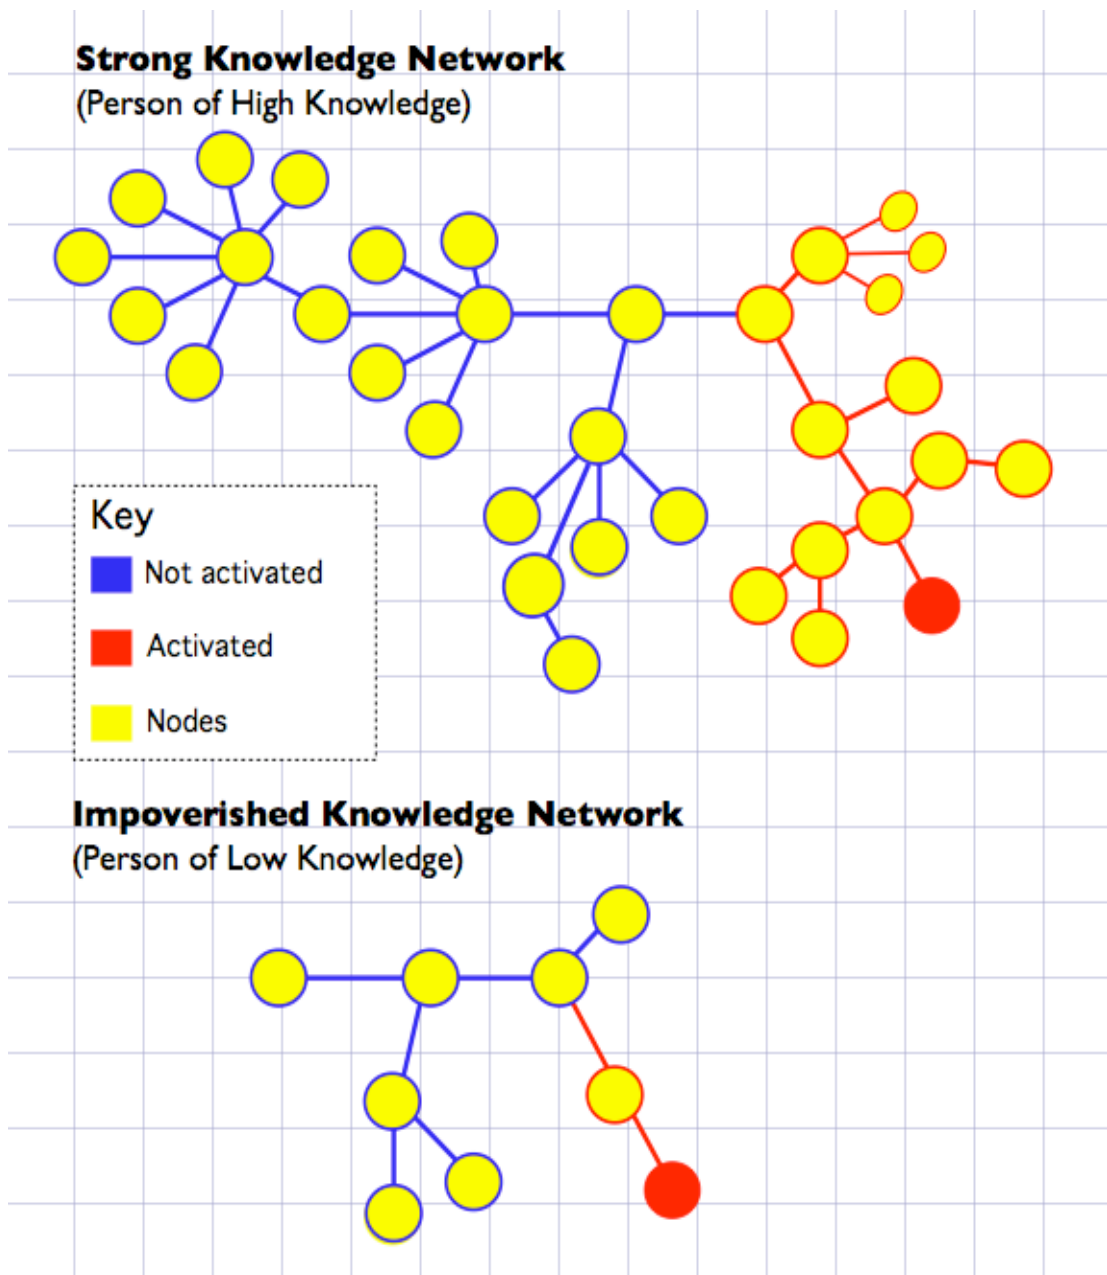 Strong Knowledge Network
(Person of High Knowledge)
Key
Not activated
Activated
Nodes
Impoverished Knowledge Network
(Person of Low Knowledge)